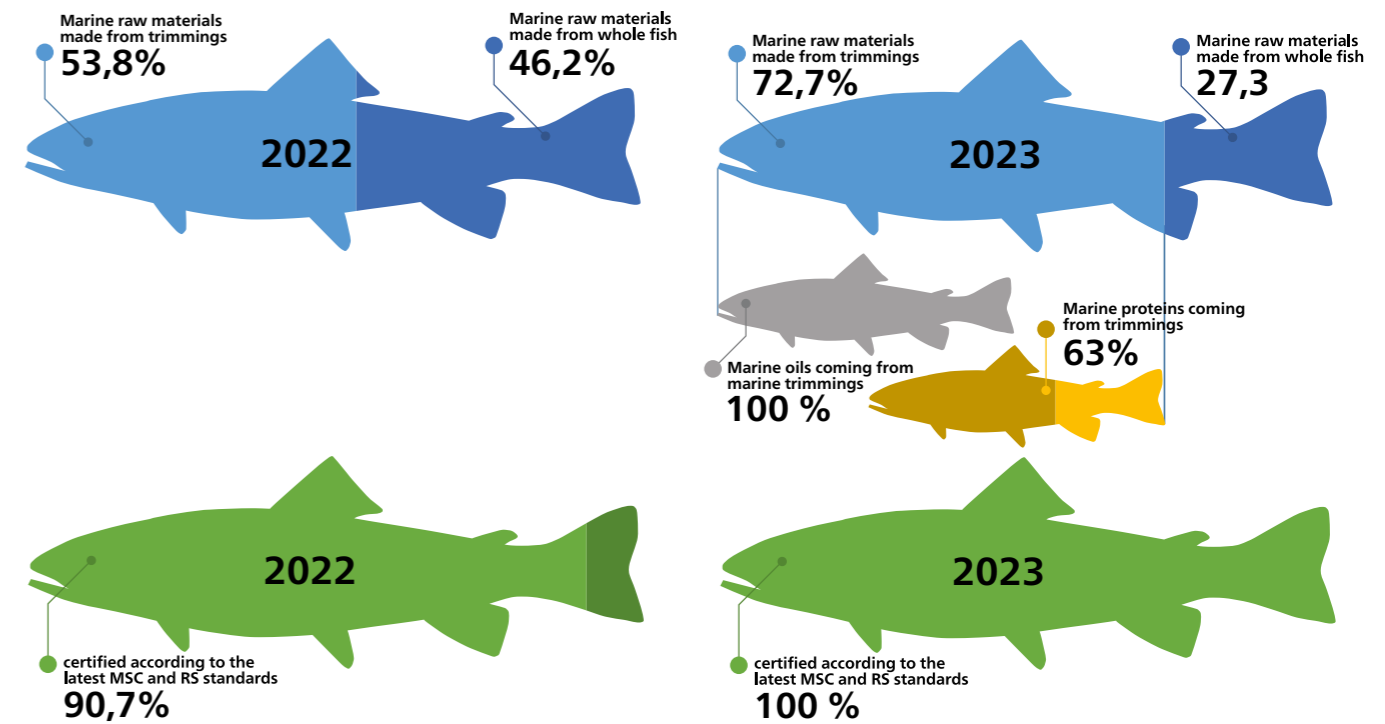 Marine raw materials
made from trimmings
53,8%
Marine raw materials
made from whole fish
46,2%
2022
Marine raw materials
made from trimmings
72,7%
Marine raw materials
made from whole fish
27,3
2023
Marine oils coming from
marine trimmings
100 %
Marine proteins coming
from trimmings
63%
2022
certified according to the
latest MSC and RS standards
90,7%
2023
certified according to the
latest MSC and RS standards
100 %